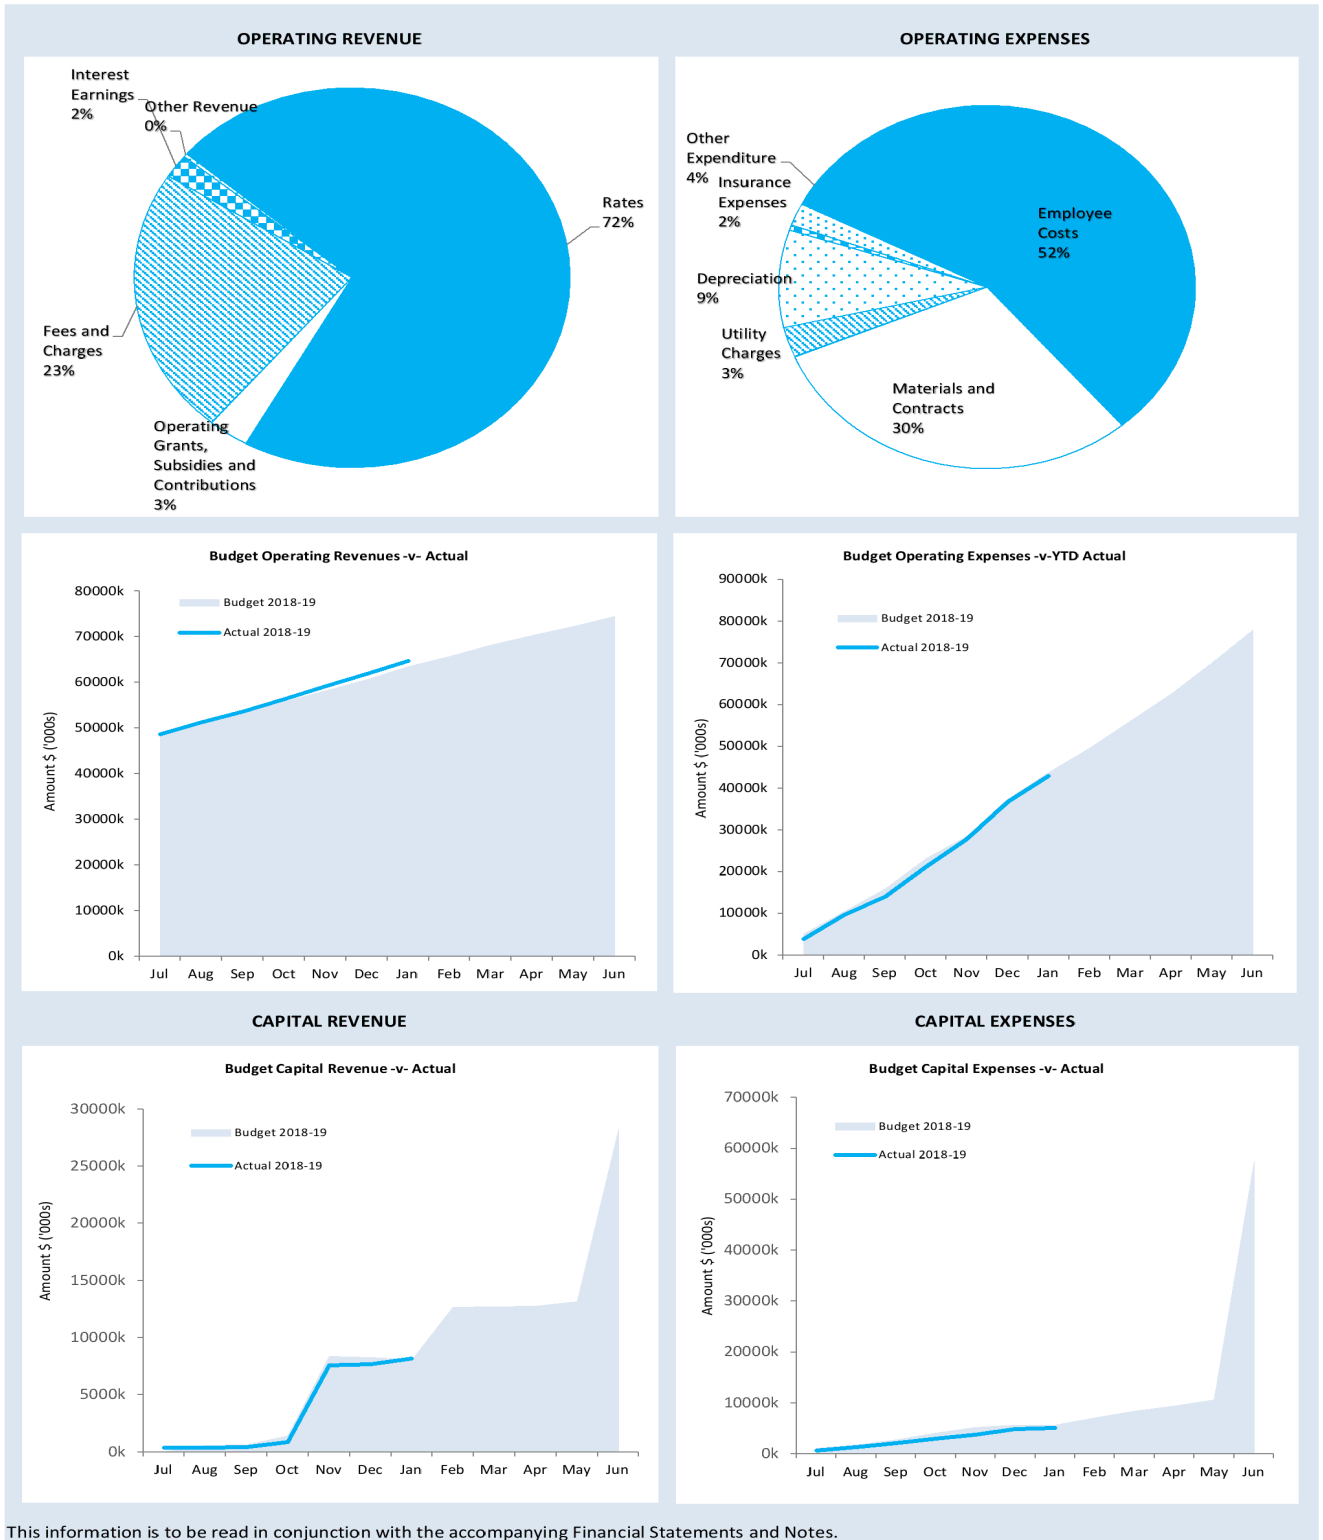 OPERATING REVENUE
Interest
Earnings
2%
Other Revenue
0%
Rates
72%
Fees and
Charges
23%
Operating
Grants,
Subsidies and
Contributions
3%
OPERATING EXPENSES
Other
Expenditure
4%
Insurance
Expenses
2%
Employee
Costs
52%
Depreciation
9%
Utility
Charges
3%
Materials and
Contracts
30%
Budget Operating Revenues -v- Actual
80000k
70000k
60000k
50000k
40000k
30000k
20000k
10000k
0k
Amount $ ('000s)
Budget 2018-19
Actual 2018-19
Jul Aug Sep Oct Nov Dec Jan Feb Mar Apr May Jun
Budget Operating Expenses -v-YTD Actual
90000k
80000k
70000k
60000k
50000k
40000k
30000k
20000k
10000k
0k
Amount $ ('000s)
Budget 2018-19
Actual 2018-19
Jul Aug Sep Oct Nov Dec Jan Feb Mar Apr May Jun
CAPITAL REVENUE
Budget Capital Revenue -v- Actual
30000k
25000k
20000k
15000k
10000k
5000k
0k
Amount $ ('000s)
Budget 2018-19
Actual 2018-19
Jul Aug Sep Oct Nov Dec Jan Feb Mar Apr May Jun
CAPITAL EXPENSES
Budget Capital Expenses -v- Actual
70000k
60000k
50000k
40000k
30000k
20000k
10000k
0k
Amount $ ('000s)
Budget 2018-19
Actual 2018-19
Jul Aug Sep Oct Nov Dec Jan Feb Mar Apr May Jun
This information is to be read in conjunction with the accompanying Financial Statements and Notes.